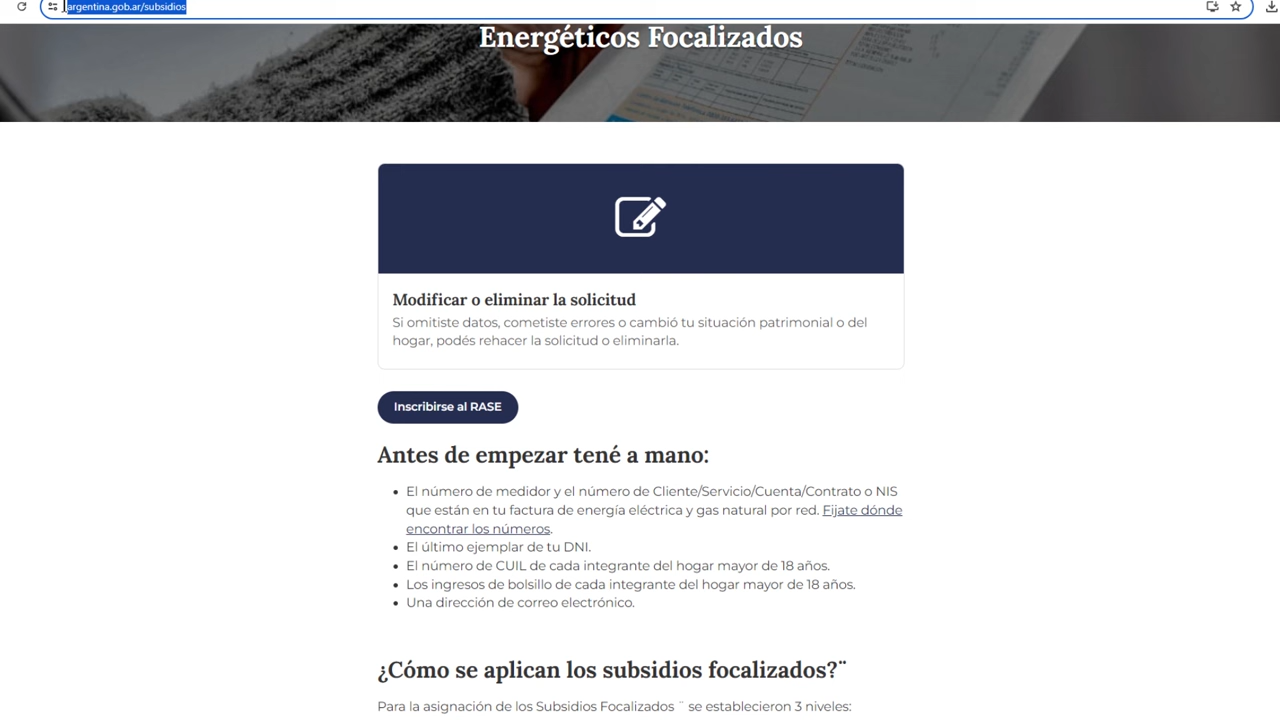 argentina.gob.ar/subsidios
Energéticos Focalizados
Modificar o eliminar la solicitud
Si omitiste datos, cometiste errores o cambió tu situación patrimonial o del
hogar, podés rehacer la solicitud o eliminarla.
Inscribirse al RASE
Antes de empezar tené a mano:
• El número de medidor y el número de Cliente/Servicio/Cuenta/Contrato o NIS
que están en tu factura de energía eléctrica y gas natural por red. Fijate dónde
encontrar los números.
• El último ejemplar de tu DNI.
• El número de CUIL de cada integrante del hogar mayor de 18 años.
• Los ingresos de bolsillo de cada integrante del hogar mayor de 18 años.
• Una dirección de correo electrónico.
¿Cómo se aplican los subsidios focalizados?¨
Para la asignación de los Subsidios Focalizados ¨ se establecieron 3 niveles: